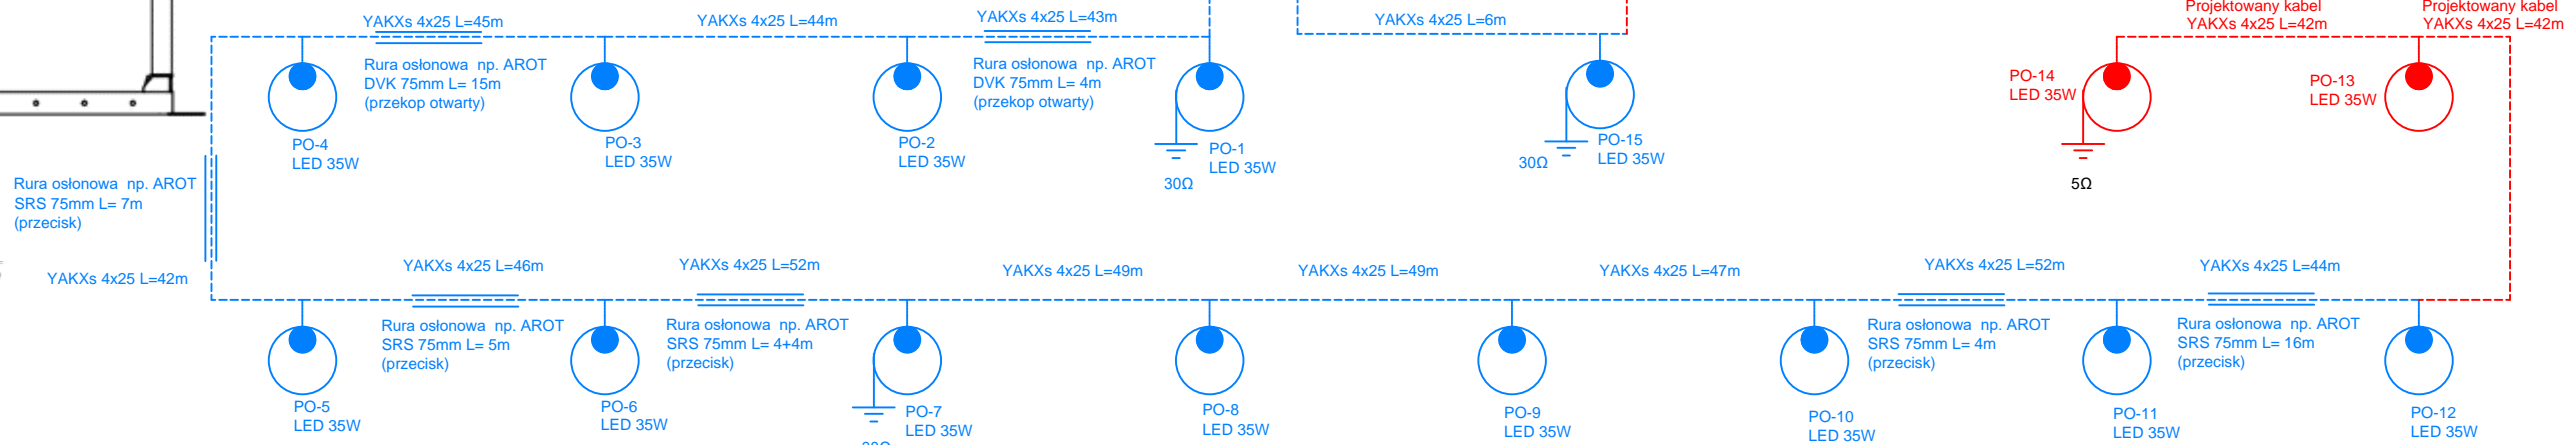 YAKXs 4x25 L=45m
YAKXs 4x25 L=44m
YAKXs 4x25 L=43m
YAKXs 4x25 L=6m
Projektowany kabel
YAKXs 4x25 L=42m
Projektowany kabel
YAKXs 4x25 L=42m
Rura osłonowa np. AROT
DVK 75mm L= 15m
(przekop otwarty)
Rura osłonowa np. AROT
DVK 75mm L= 4m
(przekop otwarty)
PO-14
LED 35W
PO-13
LED 35W
PO-4
LED 35W
PO-3
LED 35W
PO-2
LED 35W
PO-1
LED 35W
30Ω
PO-15
LED 35W
30Ω
5Ω
Rura osłonowa np. AROT
SRS 75mm L= 7m
(przecisk)
YAKXs 4x25 L=42m
YAKXs 4x25 L=46m
YAKXs 4x25 L=52m
YAKXs 4x25 L=49m
YAKXs 4x25 L=49m
YAKXs 4x25 L=47m
YAKXs 4x25 L=52m
YAKXs 4x25 L=44m
Rura osłonowa np. AROT
SRS 75mm L= 5m
(przecisk)
Rura osłonowa np. AROT
SRS 75mm L= 4+4m
(przecisk)
Rura osłonowa np. AROT
SRS 75mm L= 4m
(przecisk)
Rura osłonowa np. AROT
SRS 75mm L= 16m
(przecisk)
PO-5
LED 35W
PO-6
LED 35W
PO-7
LED 35W
PO-8
LED 35W
PO-9
LED 35W
PO-10
LED 35W
PO-11
LED 35W
PO-12
LED 35W